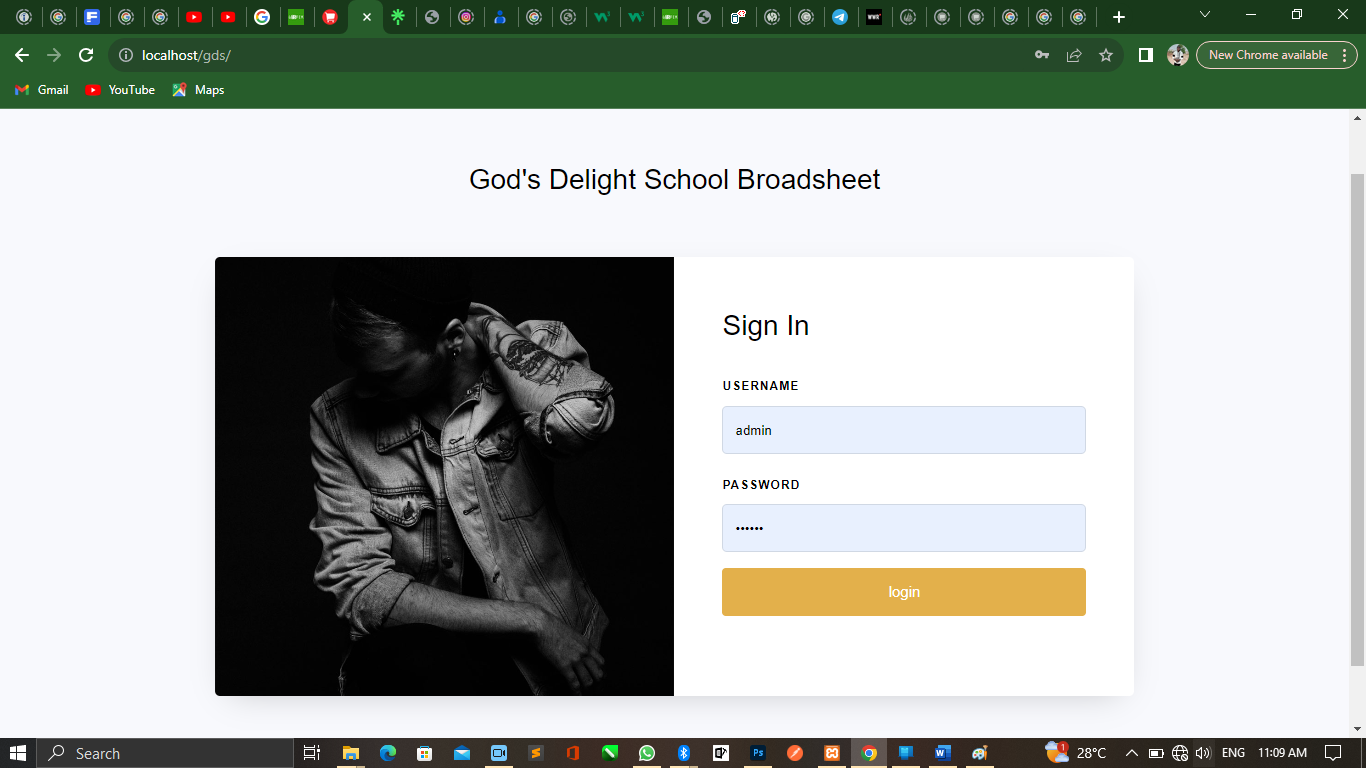 localhost/gds/
New Chrome available
Gmail
YouTube
Maps
God's Delight School Broadsheet
Sign In
USERNAME
admin
PASSWORD
••••••
login
Search
1
28°C
ENG
11:09 AM